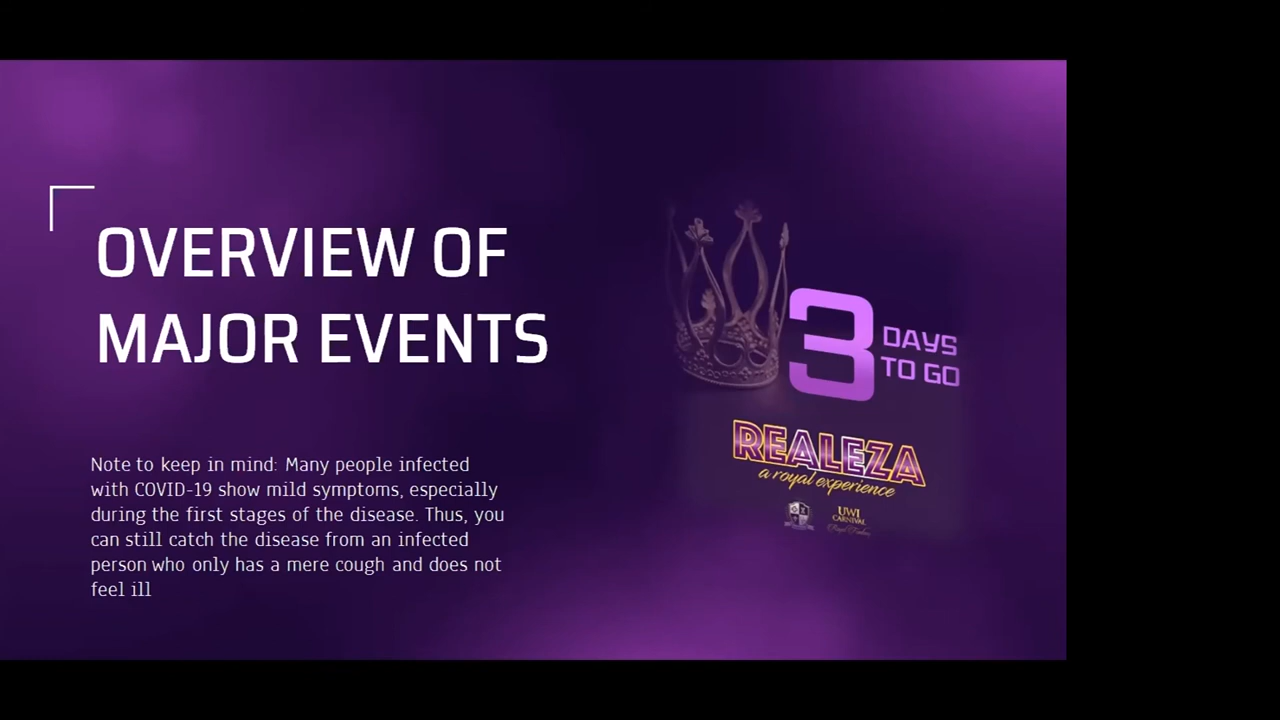 OVERVIEW OF
MAJOR EVENTS
Note to keep in mind: Many people infected
with COVID-19 show mild symptoms, especially
during the first stages of the disease. Thus, you
can still catch the disease from an infected
person who only has a mere cough and does not
feel ill
3 DAYS
TO GO
REALEZA
a royal experience
UWI
CARNIVAL